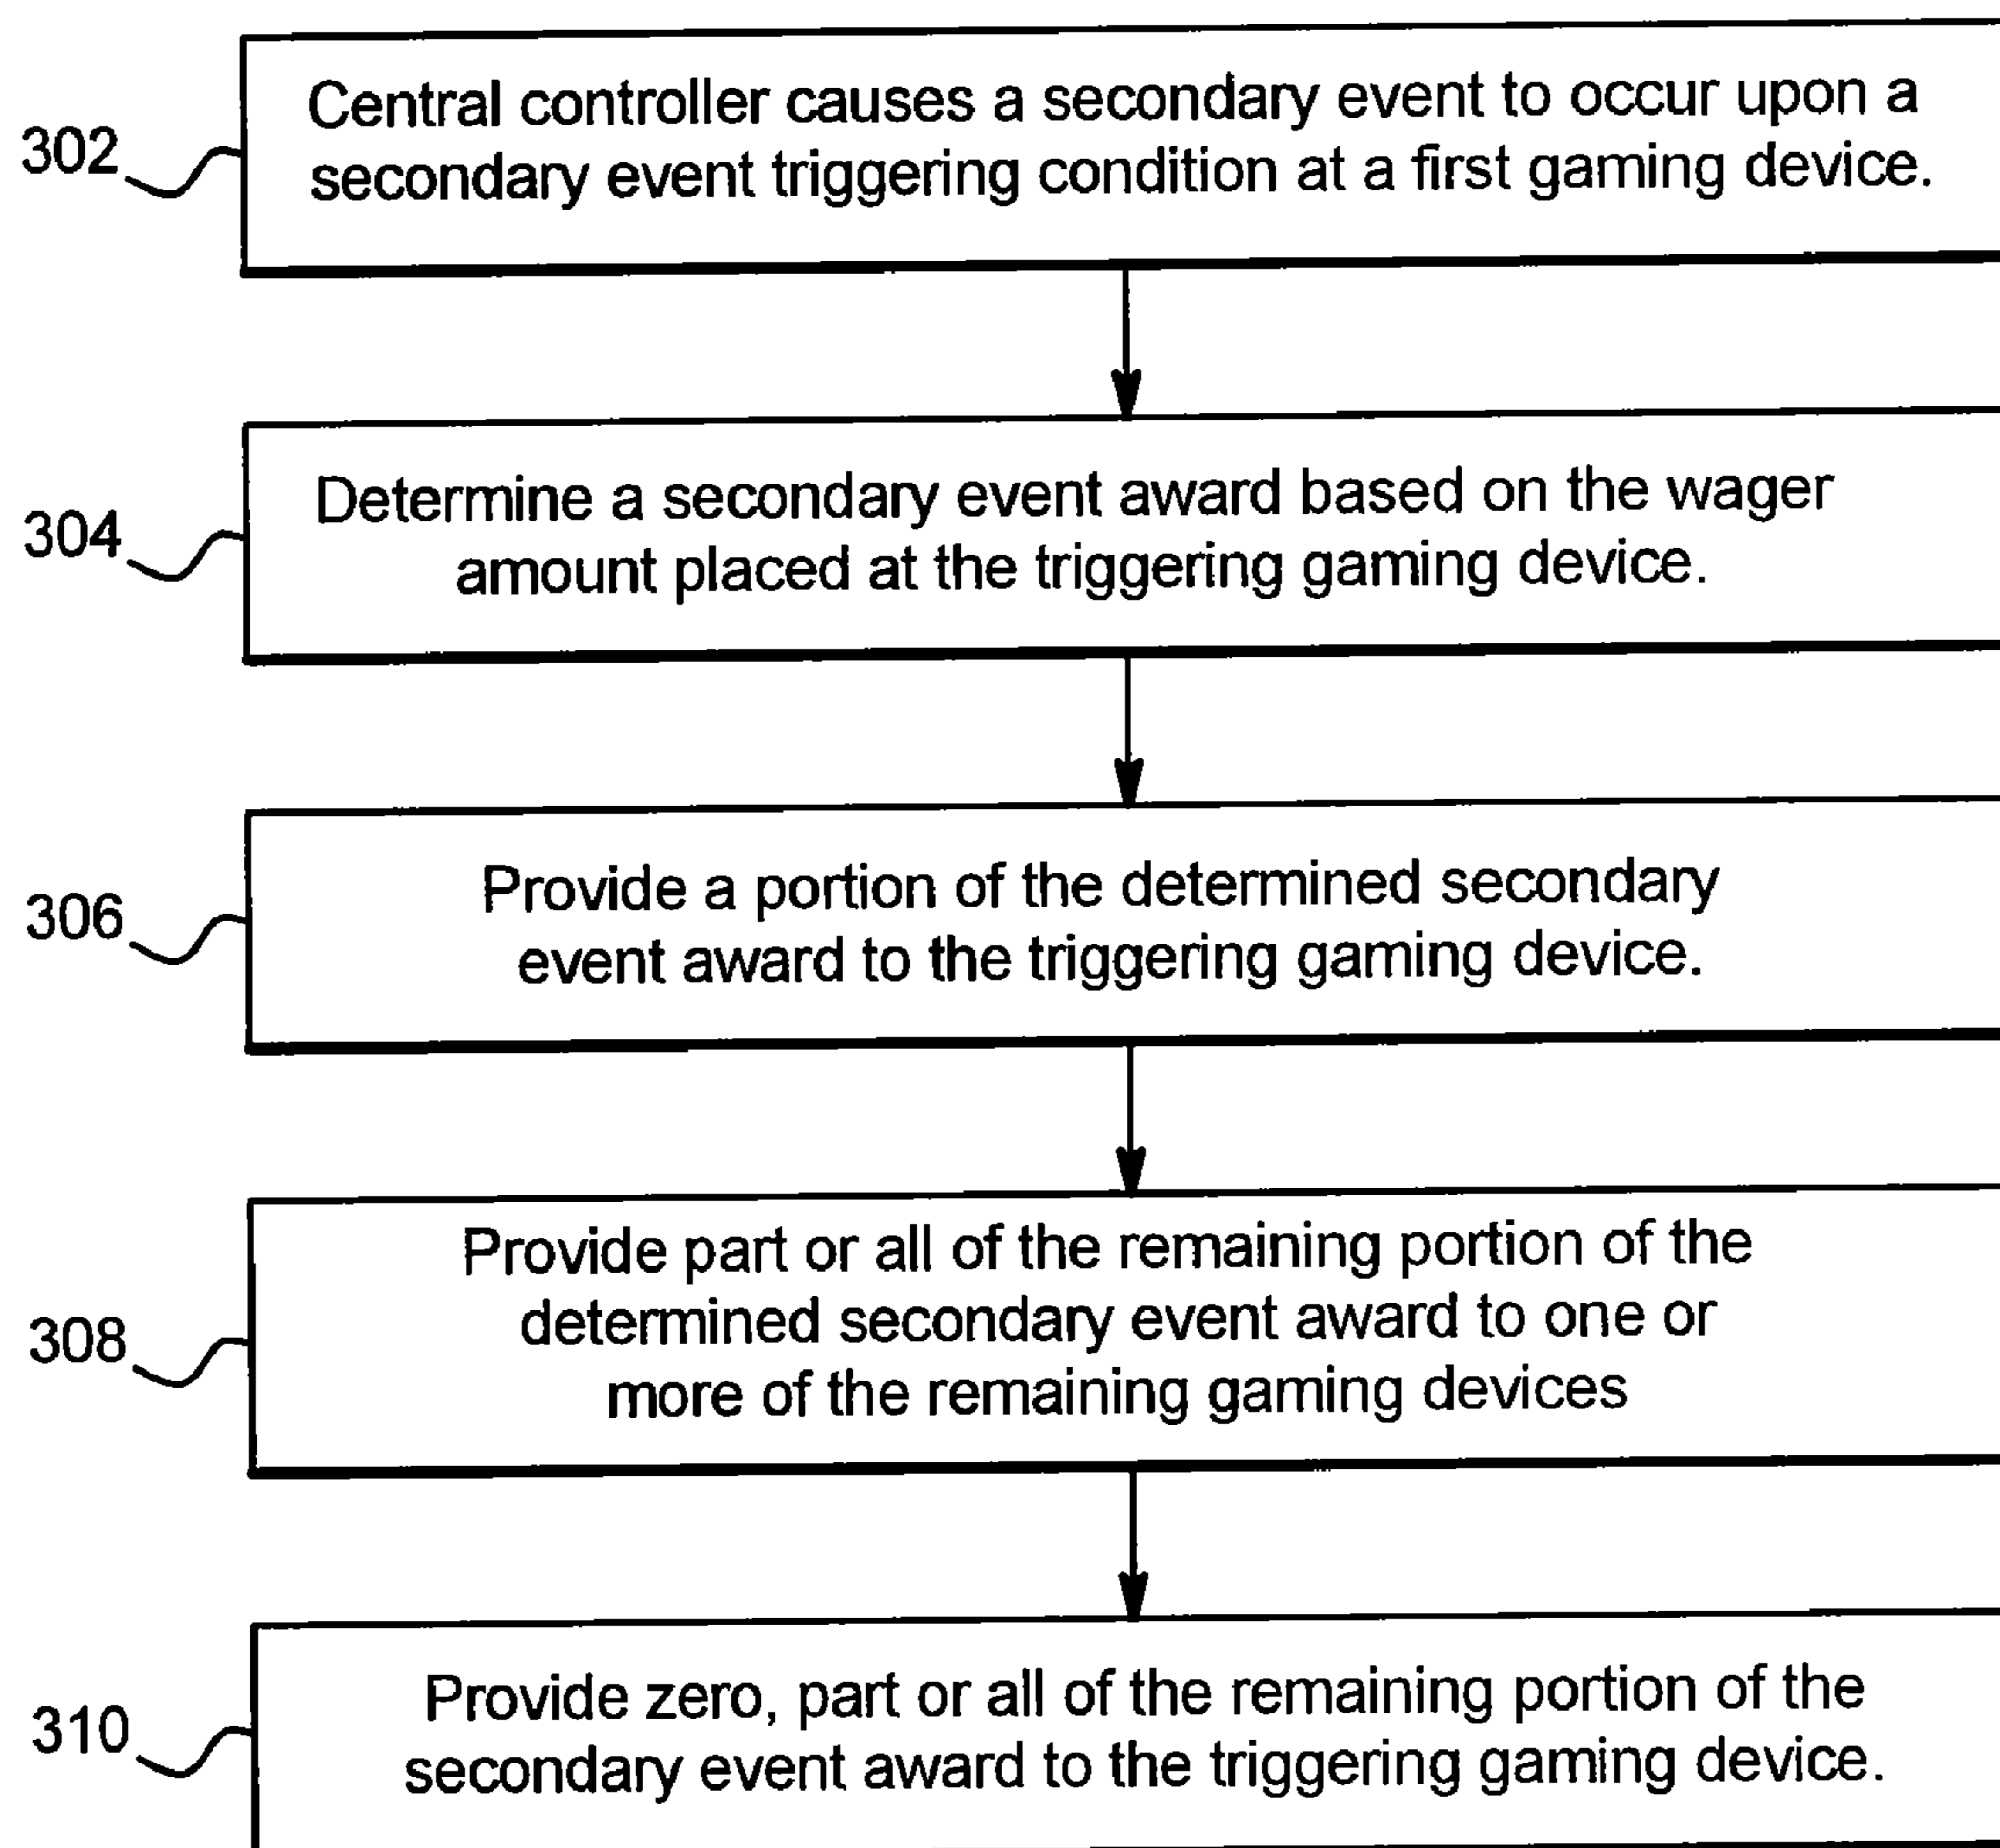 302
Central controller causes a secondary event to occur upon a
secondary event triggering condition at a first gaming device.
304
Determine a secondary event award based on the wager
amount placed at the triggering gaming device.
306
Provide a portion of the determined secondary
event award to the triggering gaming device.
308
Provide part or all of the remaining portion of the
determined secondary event award to one or
more of the remaining gaming devices
310
Provide zero, part or all of the remaining portion of the
secondary event award to the triggering gaming device.